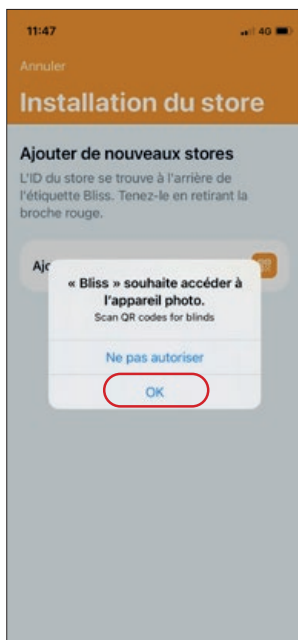 11:47
4G
Annuler
Installation du store
Ajouter de nouveaux stores
L'ID du store se trouve à l'arrière de
l'étiquette Bliss. Tenez-le en retirant la
broche rouge.
« Bliss » souhaite accéder à
l'appareil photo.
Scan QR codes for blinds
Ne pas autoriser
OK